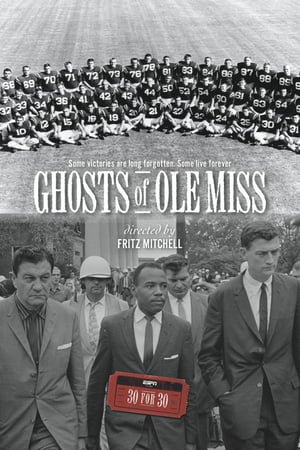 Some victories are long forgotten. Some live forever
GHOSTS of OLE MISS
directed by
FRITZ MITCHELL
ESPN
30 FOR 30